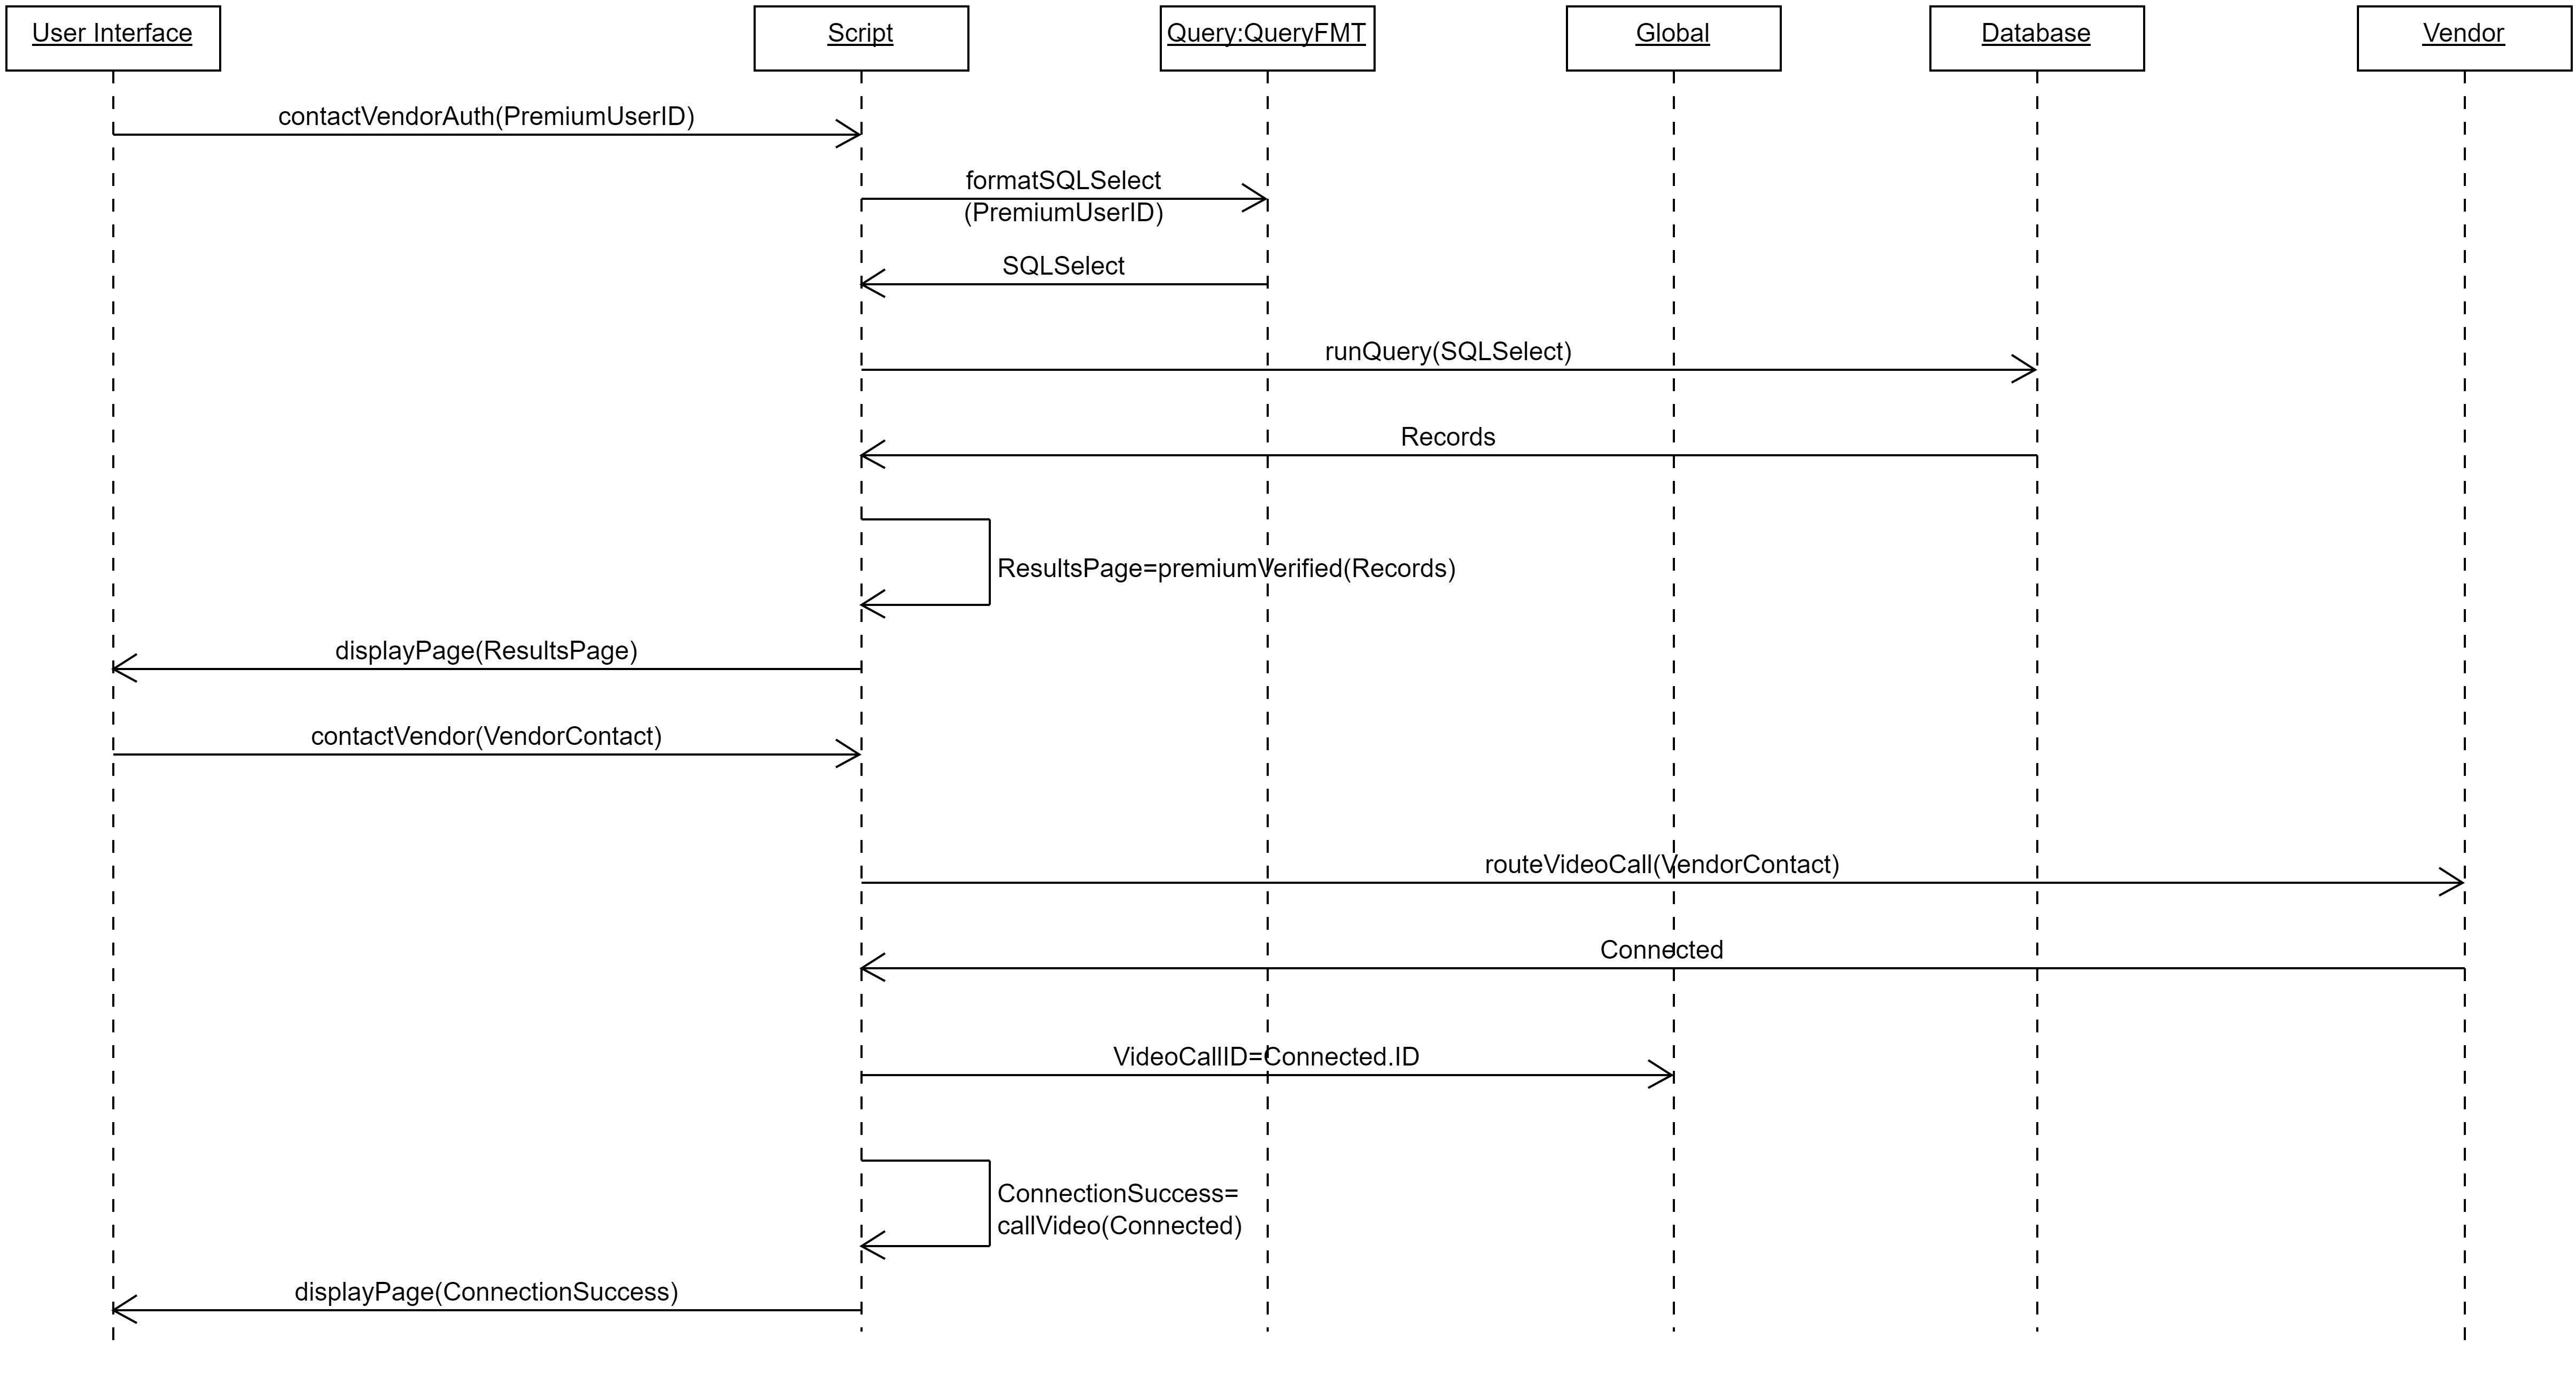 User Interface
Script
Query:QueryFMT
Global
Database
Vendor
contactVendorAuth(PremiumUserID)
formatSQLSelect
(PremiumUserID)
SQLSelect
runQuery(SQLSelect)
Records
ResultsPage=premiumVerified(Records)
displayPage(ResultsPage)
contactVendor(VendorContact)
routeVideoCall(VendorContact)
Connected
VideoCallID=Connected.ID
ConnectionSuccess=
callVideo(Connected)
displayPage(ConnectionSuccess)